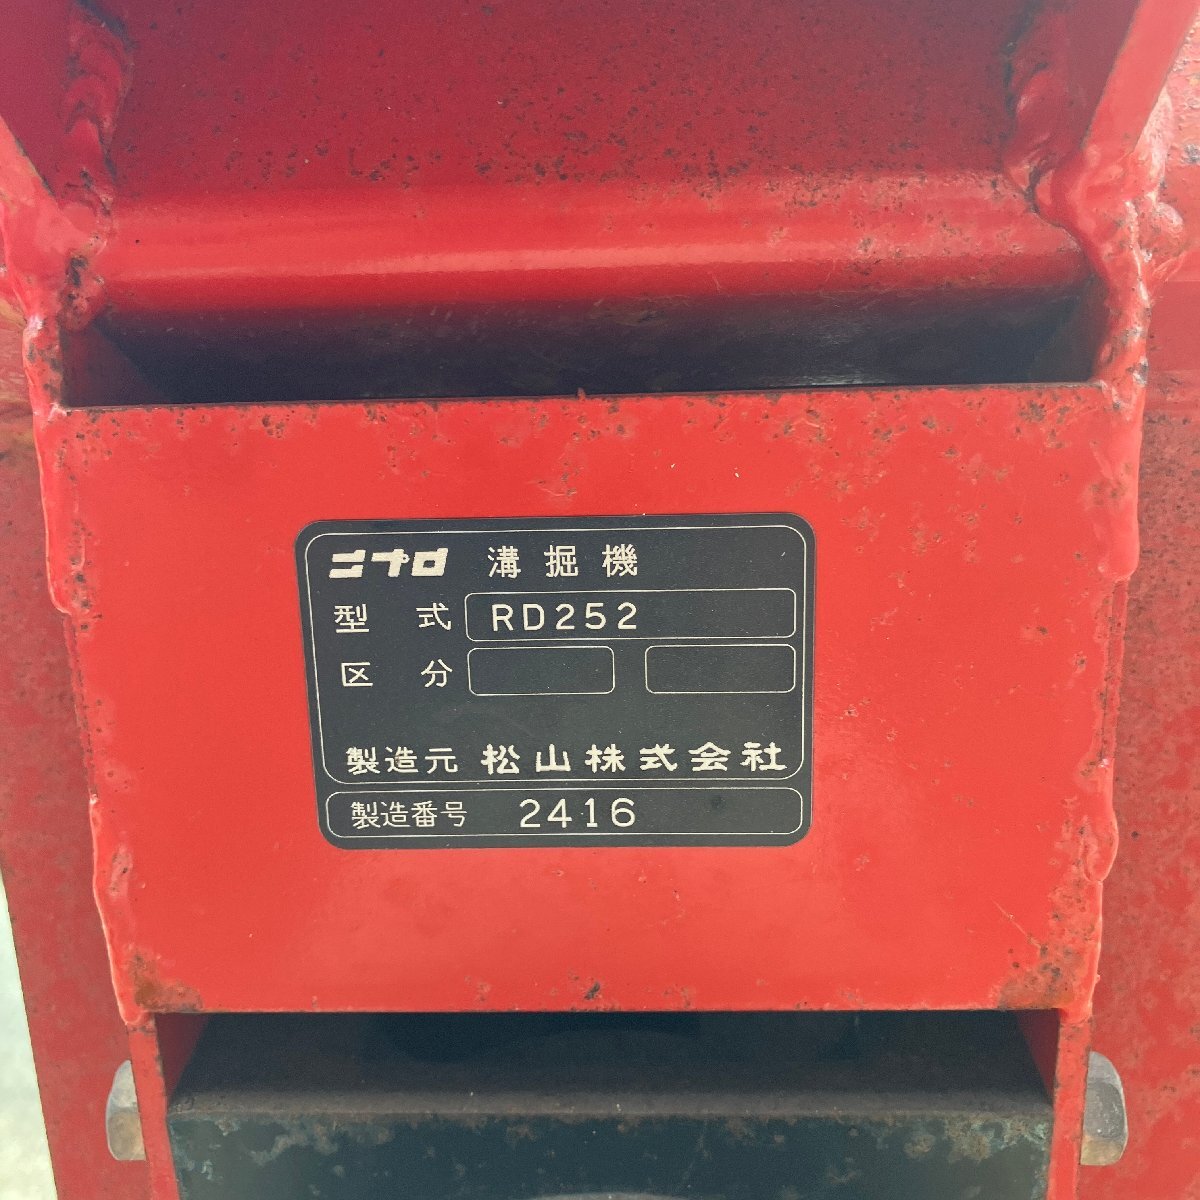 ニプロ 溝掘機
型式 RD252
区分
製造元 松山株式会社
製造番号 2416